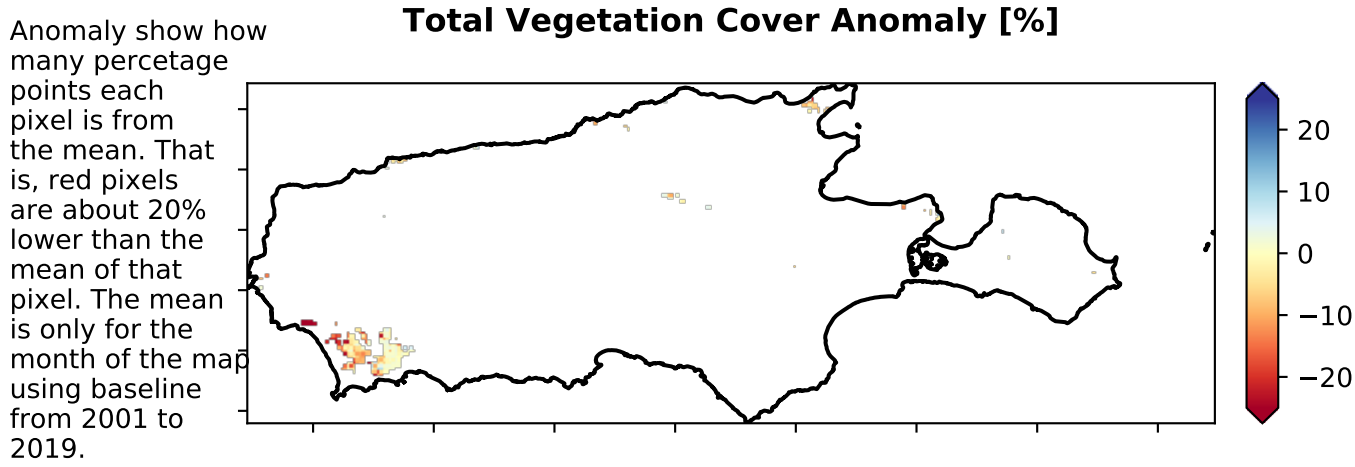 Total Vegetation Cover Anomaly [%]
Anomaly show how
many percetage
points each
pixel is from
the mean. That
is, red pixels
are about 20%
lower than the
mean of that
pixel. The mean
is only for the
month of the map
using baseline
from 2001 to
2019.
20
10
0
−10
−20